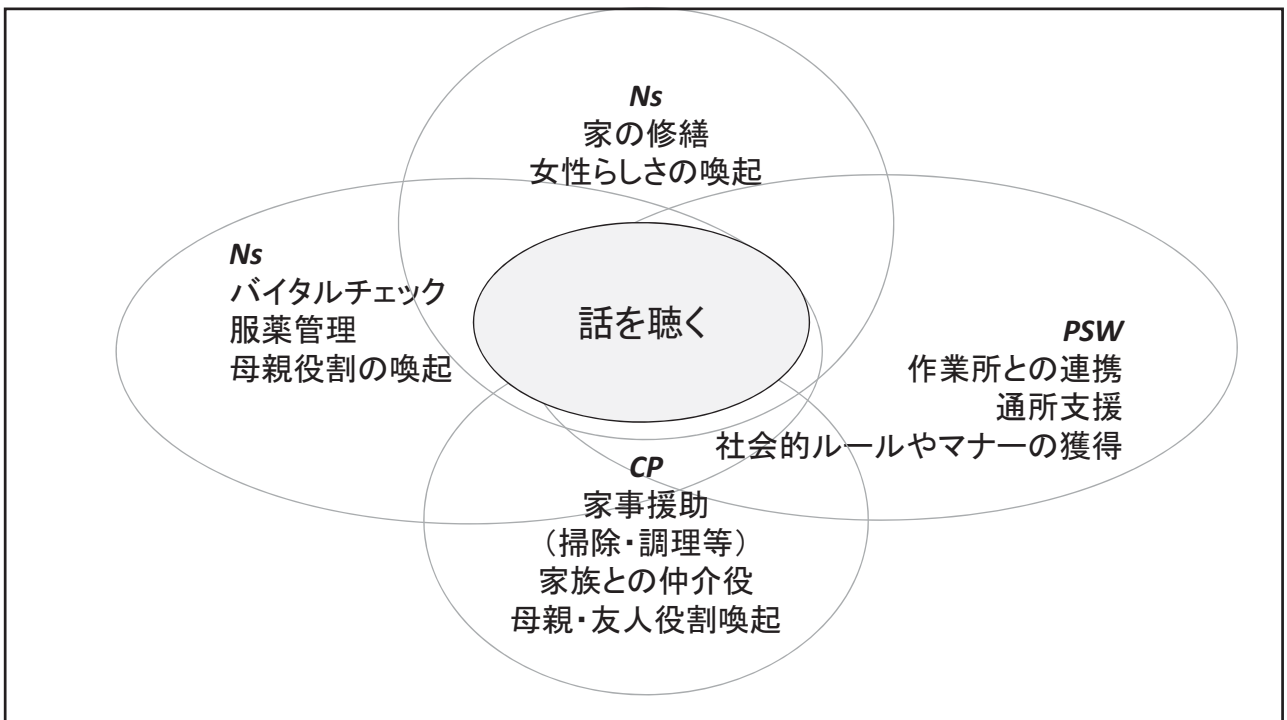 Ns
家の修繕
女性らしさの喚起
Ns
バイタルチェック
服薬管理
母親役割の喚起
話を聴く
PSW
作業所との連携
通所支援
社会的ルールやマナーの獲得
CP
家事援助
（掃除・調理等）
家族との仲介役
母親・友人役割喚起